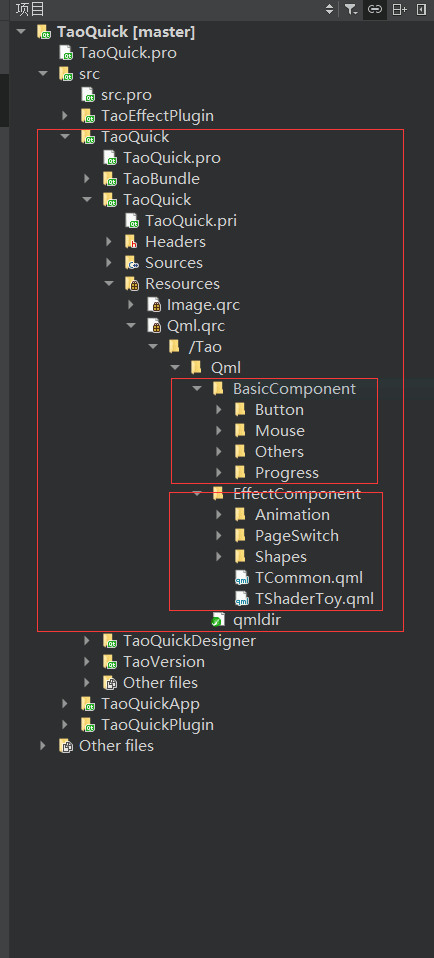 项目
TaoQuick [master]
TaoQuick.pro
src
src.pro
TaoEffectPlugin
TaoQuick
TaoQuick.pro
TaoBundle
TaoQuick
TaoQuick.pri
Headers
Sources
Resources
Image.qrc
Qml.qrc
/Tao
Qml
BasicComponent
Button
Mouse
Others
Progress
EffectComponent
Animation
PageSwitch
Shapes
TCommon.qml
TShaderToy.qml
qmldir
TaoQuickDesigner
TaoVersion
Other files
TaoQuickApp
TaoQuickPlugin
Other files